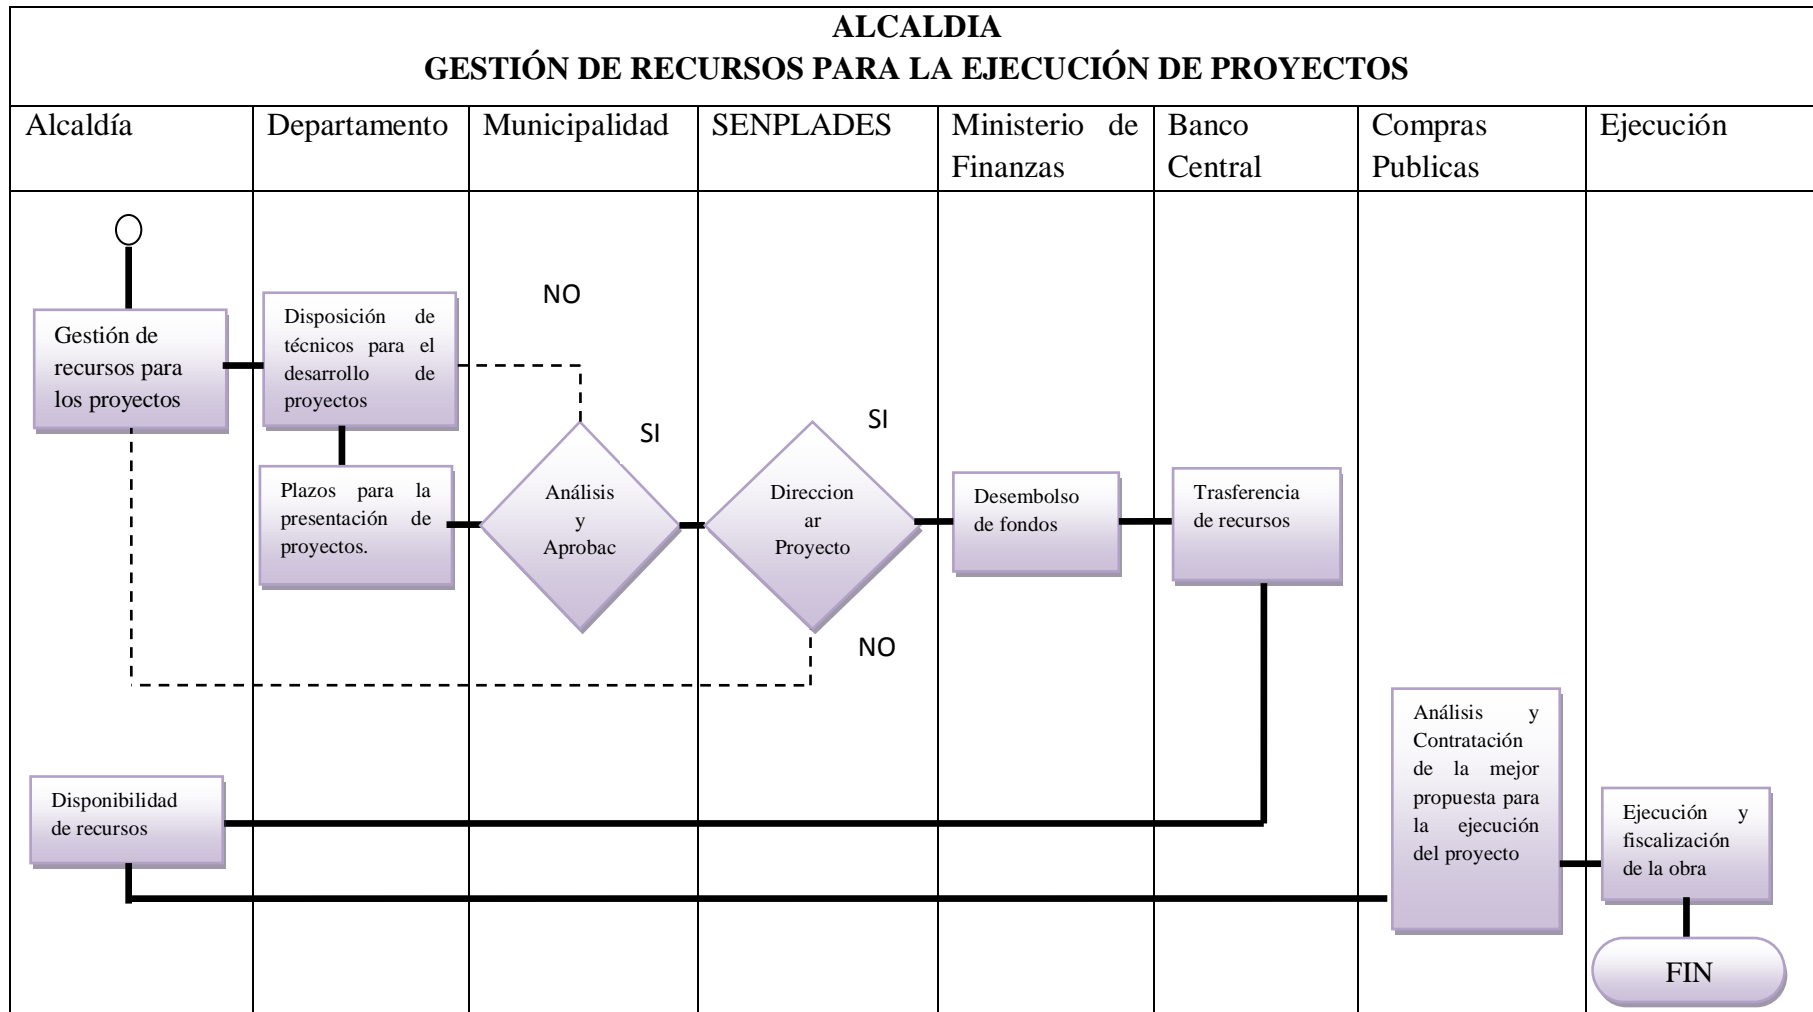 ALCALDIA
GESTIÓN DE RECURSOS PARA LA EJECUCIÓN DE PROYECTOS
Alcaldía
Departamento
Municipalidad
SENPLADES
Ministerio de
Finanzas
Banco
Central
Compras
Publicas
Ejecución
Gestión de
recursos para
los proyectos
Disposición de
técnicos para el
desarrollo de
proyectos
Plazos para la
presentación de
proyectos.
NO
Análisis
y
Aprobac
SI
Direccion
ar
Proyecto
SI
NO
Desembolso
de fondos
Trasferencia
de recursos
Disponibilidad
de recursos
Análisis y
Contratación
de la mejor
propuesta para
la ejecución
del proyecto
Ejecución y
fiscalización
de la obra
FIN